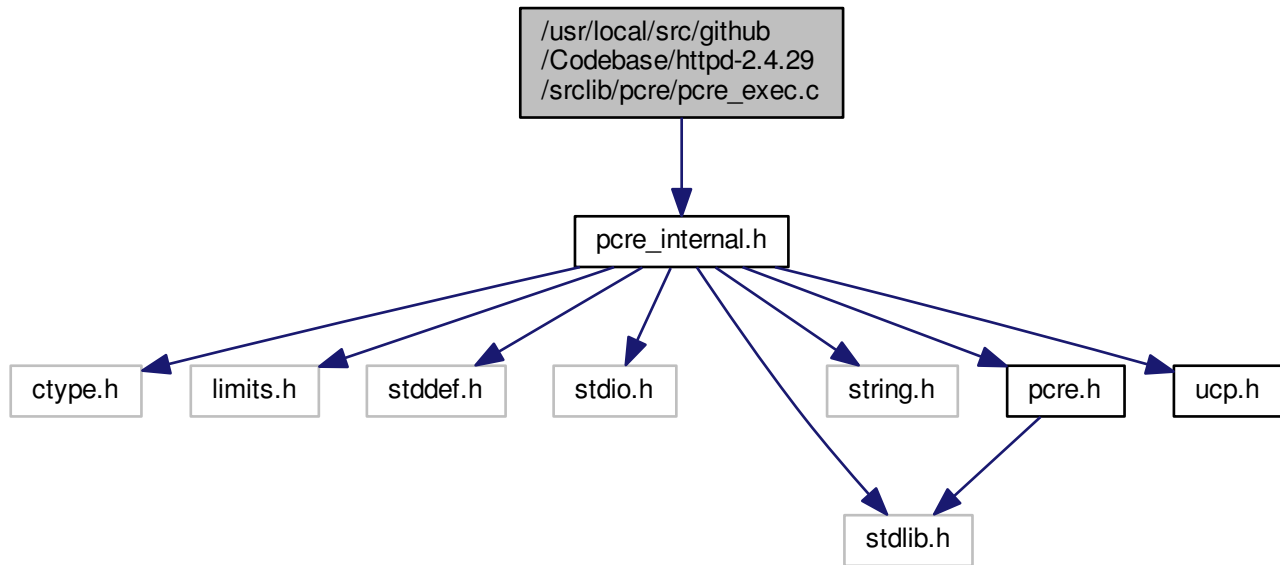 /usr/local/src/github
/Codebase/httpd-2.4.29
/srclib/pcre/pcre_exec.c
pcre_internal.h
ctype.h
limits.h
stddef.h
stdio.h
string.h
pcre.h
ucp.h
stdlib.h